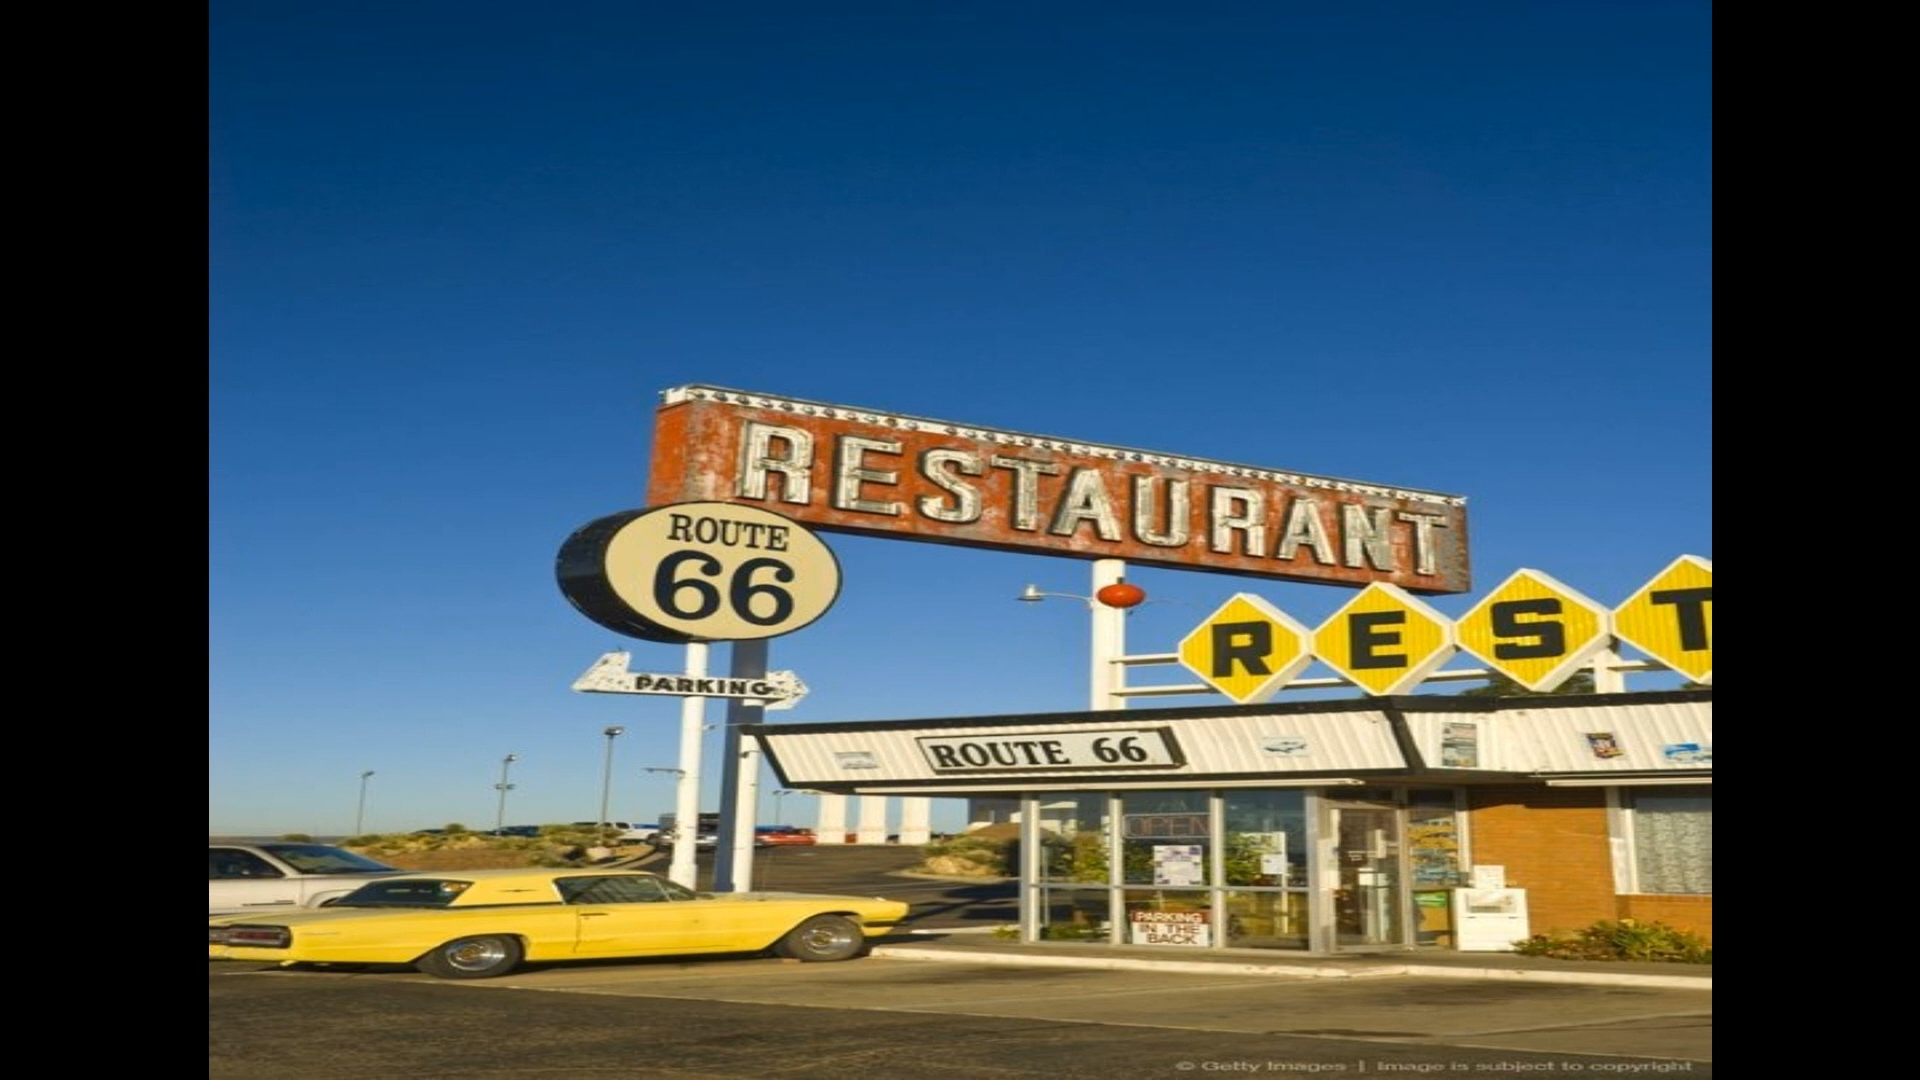 RESTAURANT
ROUTE
66
PARKING
REST
ROUTE 66
OPEN
PARKING
IN THE
BACK
© Getty Images | Image is subject to copyright